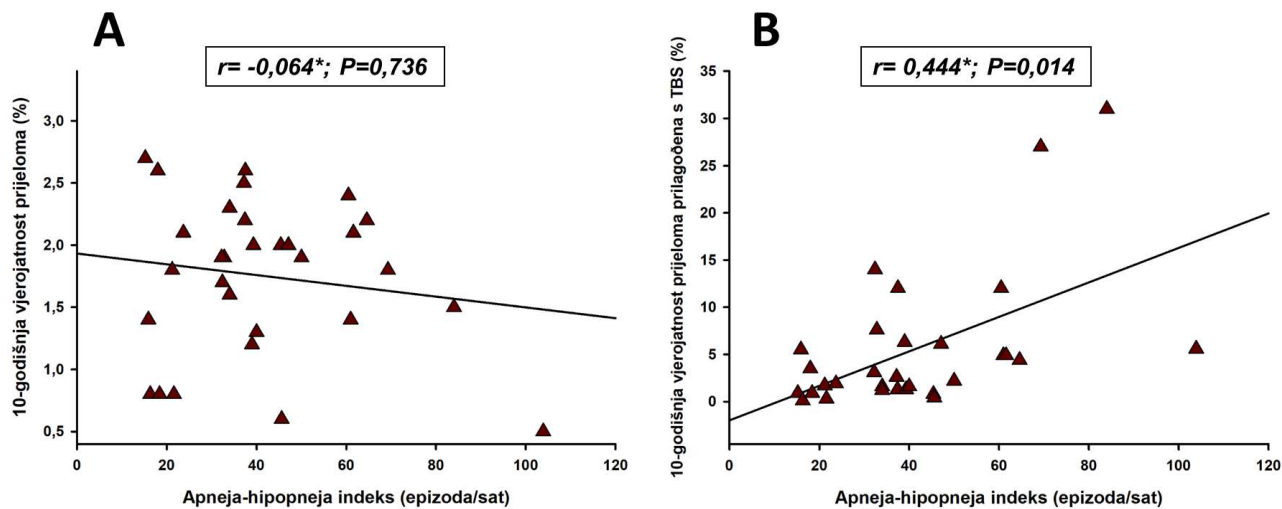 A
r= -0,064*; P=0,736
10-godišnja vjerojatnost prijeloma (%)
3,0
2,5
2,0
1,5
1,0
0,5
0 20 40 60 80 100 120
Apneja-hipopneja indeks (epizoda/sat)
B
r= 0,444*; P=0,014
10-godišnja vjerojatnost prijeloma prilagođena s TBS (%)
35
30
25
20
15
10
5
0
0 20 40 60 80 100 120
Apneja-hipopneja indeks (epizoda/sat)